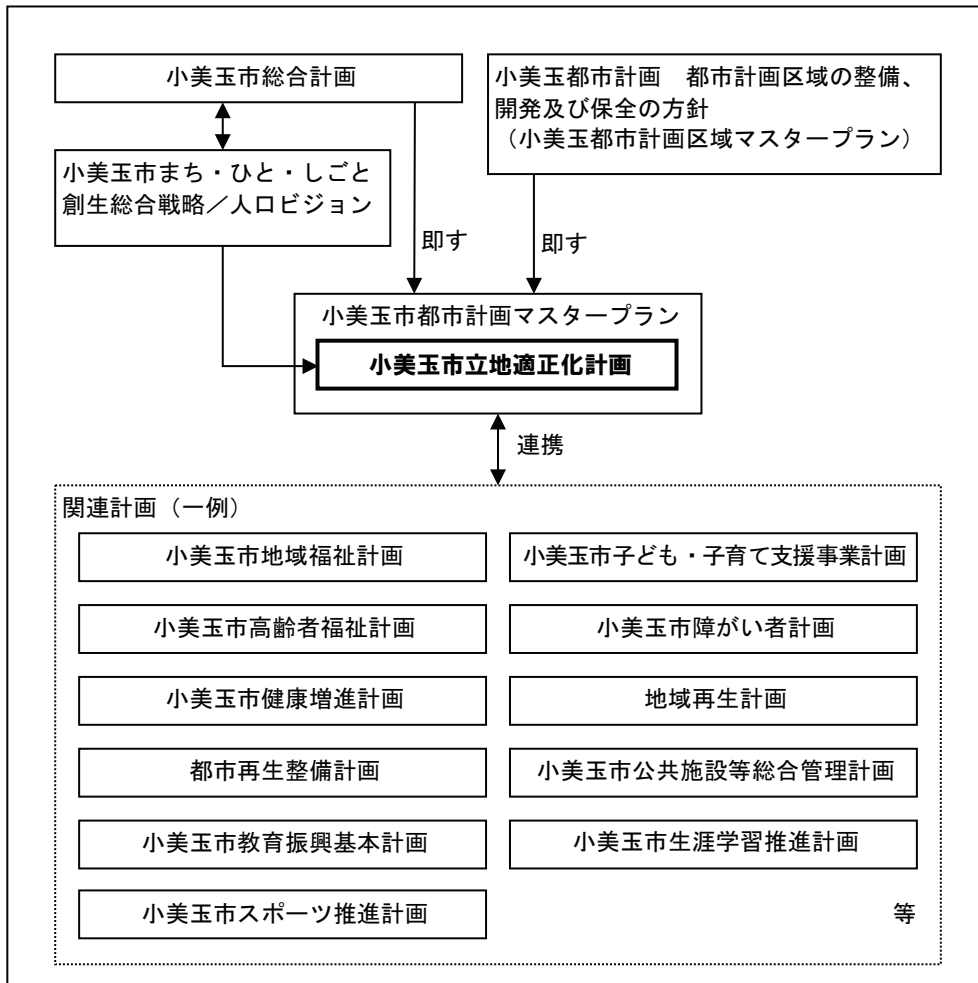 小美玉市総合計画
小美玉都市計画　都市計画区域の整備、
開発及び保全の方針
（小美玉都市計画区域マスタープラン）
小美玉市まち・ひと・しごと
創生総合戦略／人口ビジョン
即す
即す
小美玉市都市計画マスタープラン
小美玉市立地適正化計画
連携
関連計画（一例）
小美玉市地域福祉計画
小美玉市子ども・子育て支援事業計画
小美玉市高齢者福祉計画
小美玉市障がい者計画
小美玉市健康増進計画
地域再生計画
都市再生整備計画
小美玉市公共施設等総合管理計画
小美玉市教育振興基本計画
小美玉市生涯学習推進計画
小美玉市スポーツ推進計画
等